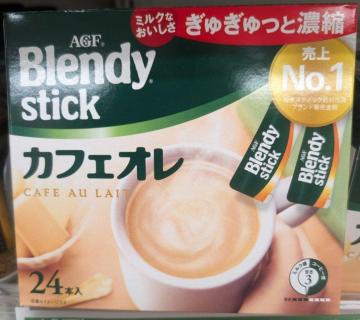 ミルクな
おいしさ
ぎゅぎゅっと濃縮
AGF
Blendy
stick
売上
No.1
カフェオレ
CAFE AU LAIT
Blendy
stick
Blendy
stick
24本入
3